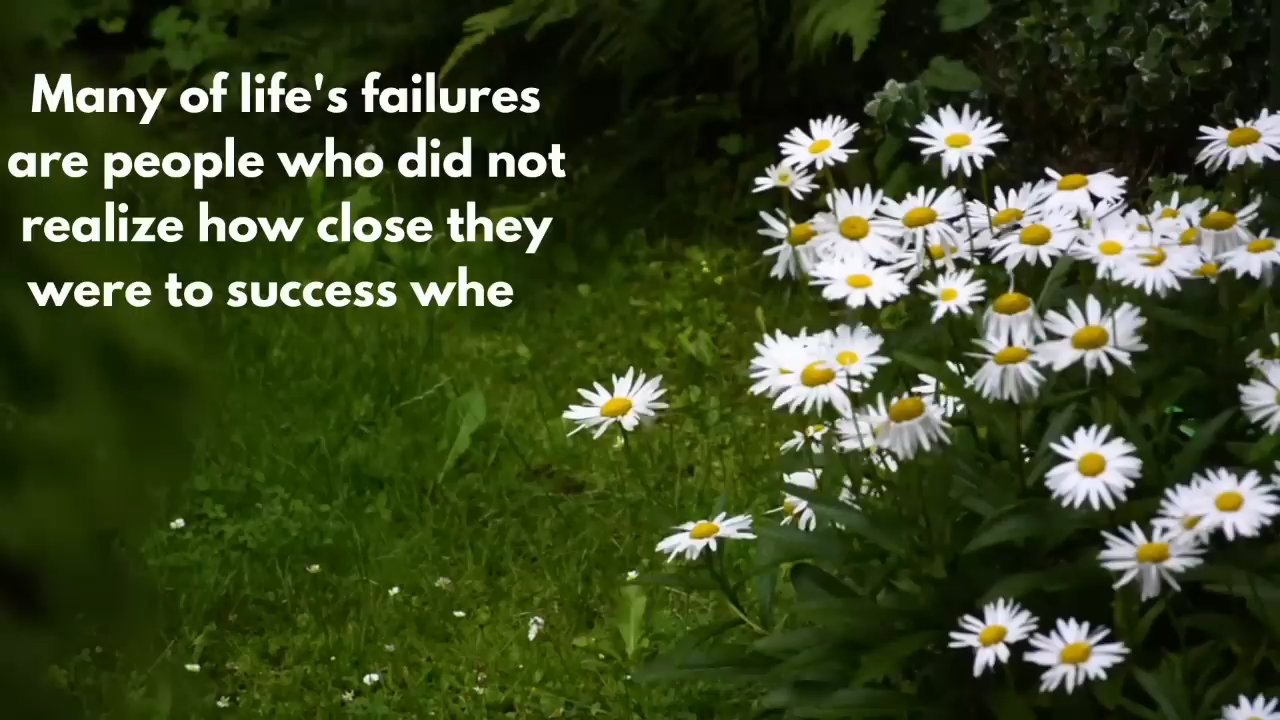 Many of life's failures
are people who did not
realize how close they
were to success whe